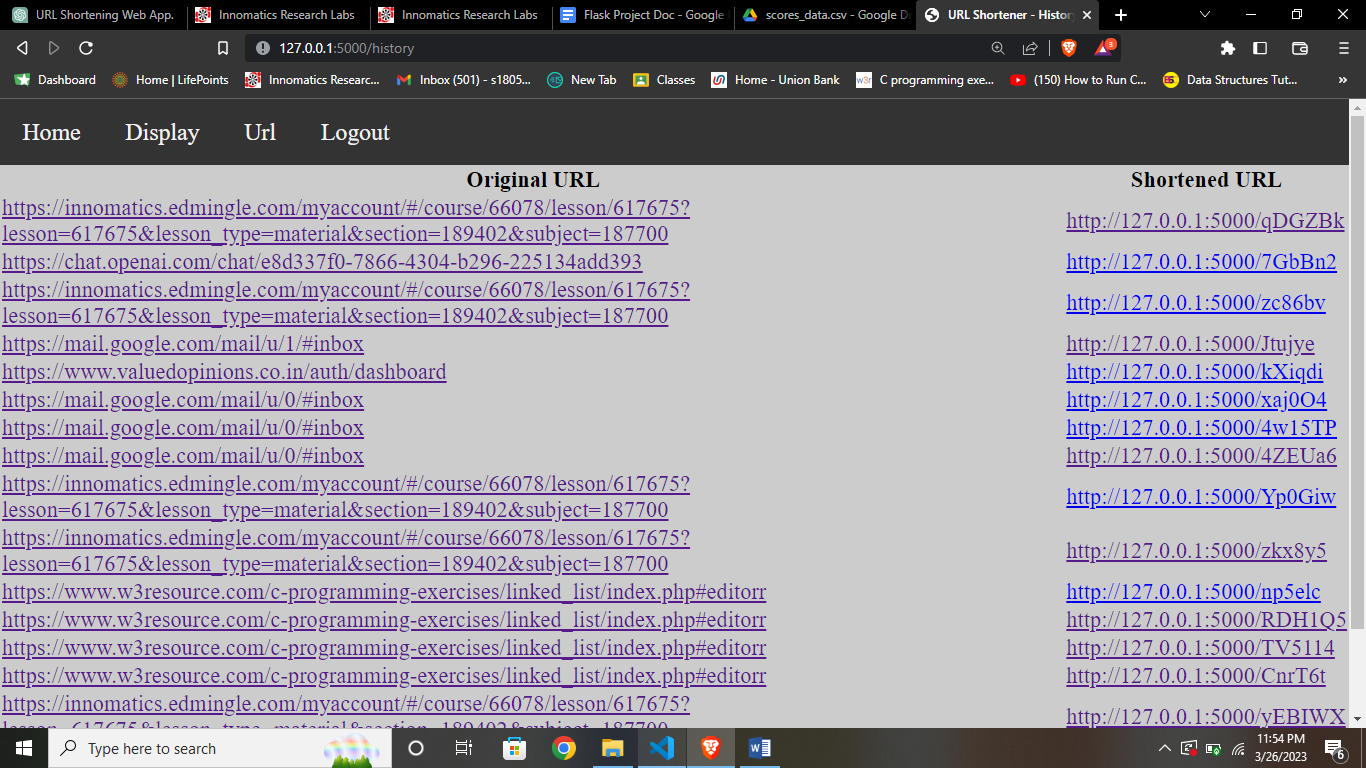 URL Shortening Web App.
Innomatics Research Labs
Innomatics Research Labs
Flask Project Doc - Google
scores_data.csv - Google D
URL Shortener - History
127.0.0.1:5000/history
3
Dashboard
Home | LifePoints
Innomatics Researc...
Inbox (501) - s1805...
New Tab
Classes
Home - Union Bank
w3r
C programming exe...
(150) How to Run C...
Data Structures Tut...
»
Home Display Url Logout
Original URL Shortened URL
https://innomatics.edmingle.com/myaccount/#/course/66078/lesson/617675?
lesson=617675&lesson_type=material&section=189402&subject=187700
http://127.0.0.1:5000/qDGZBk
https://chat.openai.com/chat/e8d337f0-7866-4304-b296-225134add393 http://127.0.0.1:5000/7GbBn2
https://innomatics.edmingle.com/myaccount/#/course/66078/lesson/617675?
lesson=617675&lesson_type=material&section=189402&subject=187700
http://127.0.0.1:5000/zc86bv
https://mail.google.com/mail/u/1/#inbox http://127.0.0.1:5000/Jtujye
https://www.valuedopinions.co.in/auth/dashboard http://127.0.0.1:5000/kXiqdi
https://mail.google.com/mail/u/0/#inbox http://127.0.0.1:5000/xaj0O4
https://mail.google.com/mail/u/0/#inbox http://127.0.0.1:5000/4w15TP
https://mail.google.com/mail/u/0/#inbox http://127.0.0.1:5000/4ZEUa6
https://innomatics.edmingle.com/myaccount/#/course/66078/lesson/617675?
lesson=617675&lesson_type=material&section=189402&subject=187700
http://127.0.0.1:5000/Yp0Giw
https://innomatics.edmingle.com/myaccount/#/course/66078/lesson/617675?
lesson=617675&lesson_type=material&section=189402&subject=187700
http://127.0.0.1:5000/zkx8y5
https://www.w3resource.com/c-programming-exercises/linked_list/index.php#editorr http://127.0.0.1:5000/np5elc
https://www.w3resource.com/c-programming-exercises/linked_list/index.php#editorr http://127.0.0.1:5000/RDH1Q5
https://www.w3resource.com/c-programming-exercises/linked_list/index.php#editorr http://127.0.0.1:5000/TV5114
https://www.w3resource.com/c-programming-exercises/linked_list/index.php#editorr http://127.0.0.1:5000/CnrT6t
https://innomatics.edmingle.com/myaccount/#/course/66078/lesson/617675?
lesson=617675&lesson_type=material&section=189402&subject=187700
http://127.0.0.1:5000/yEBIWX
Type here to search
11:54 PM
3/26/2023
6